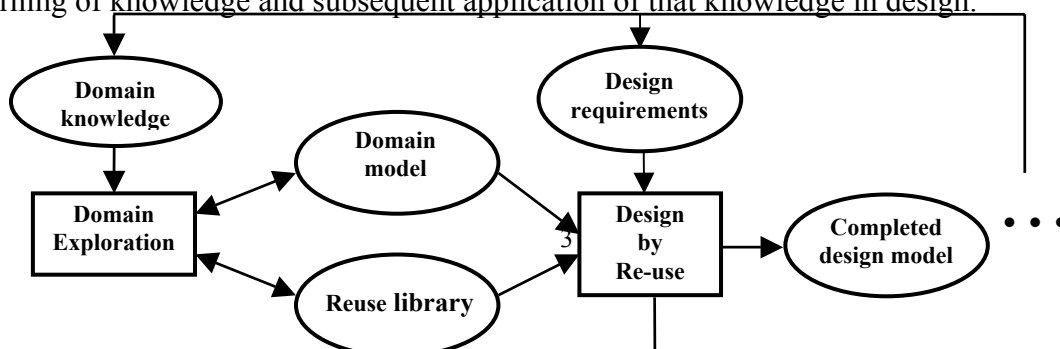 of knowledge and subsequent application of that knowledge in design.
Domain
knowledge
Design
requirements
Domain
model
Domain
Exploration
Design
by
Re-use
3
Completed
design model
• • •
Reuse library